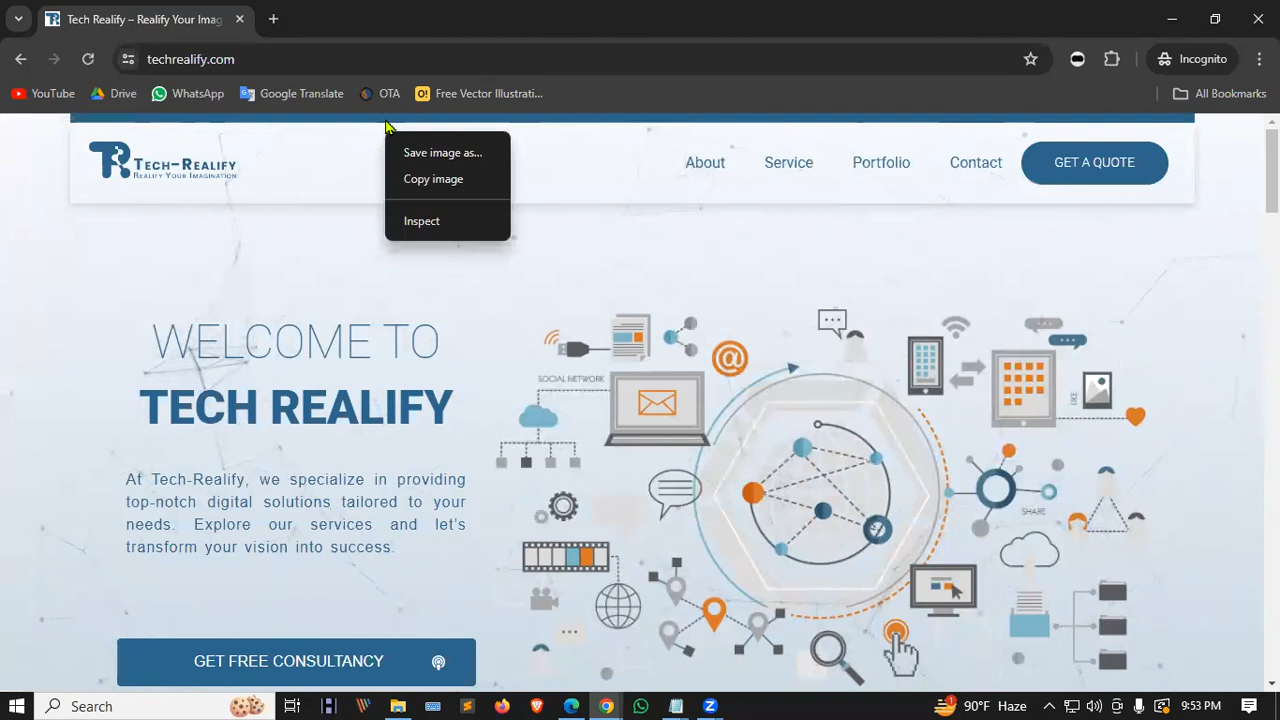 Tech Realify – Realify Your Imag
techrealify.com
Incognito
YouTube
Drive
WhatsApp
Google Translate
OTA
Free Vector Illustrati...
All Bookmarks
TECH-REALIFY
REALIFY YOUR IMAGINATION
About
Service
Portfolio
Contact
GET A QUOTE
Save image as...
Copy image
Inspect
WELCOME TO
TECH REALIFY
At Tech-Realify, we specialize in providing
top-notch digital solutions tailored to your
needs. Explore our services and let's
transform your vision into success.
GET FREE CONSULTANCY
SOCIAL NETWORK
LIKE
SHARE
Search
1
90°F Haze
9:53 PM